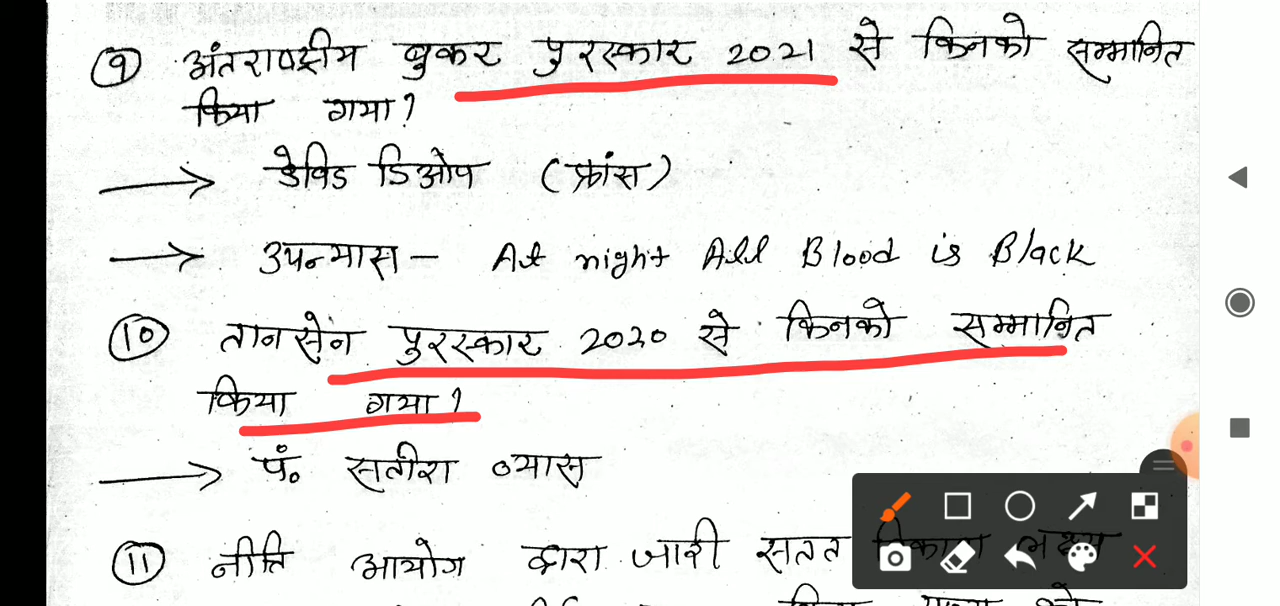 (9) अंतराष्ट्रीय बुकर पुरस्कार 2021 से किनको सम्मानित
किया गया?
→ डेविड डिओप (फ्रांस)
→ उपन्यास - At night All Blood is Black
(10) तानसेन पुरस्कार 2020 से किनको सम्मानित
किया गया?
→ पं. सतीश व्यास
(11) नीति आयोग द्वारा जारी सतत